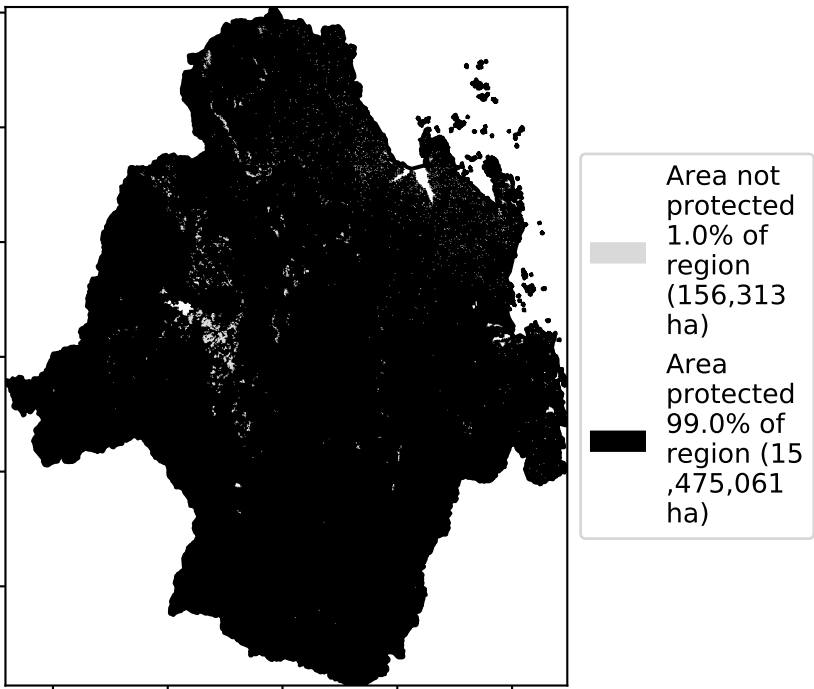 Area not
protected
1.0% of
region
(156,313
ha)
Area
protected
99.0% of
region (15
,475,061
ha)